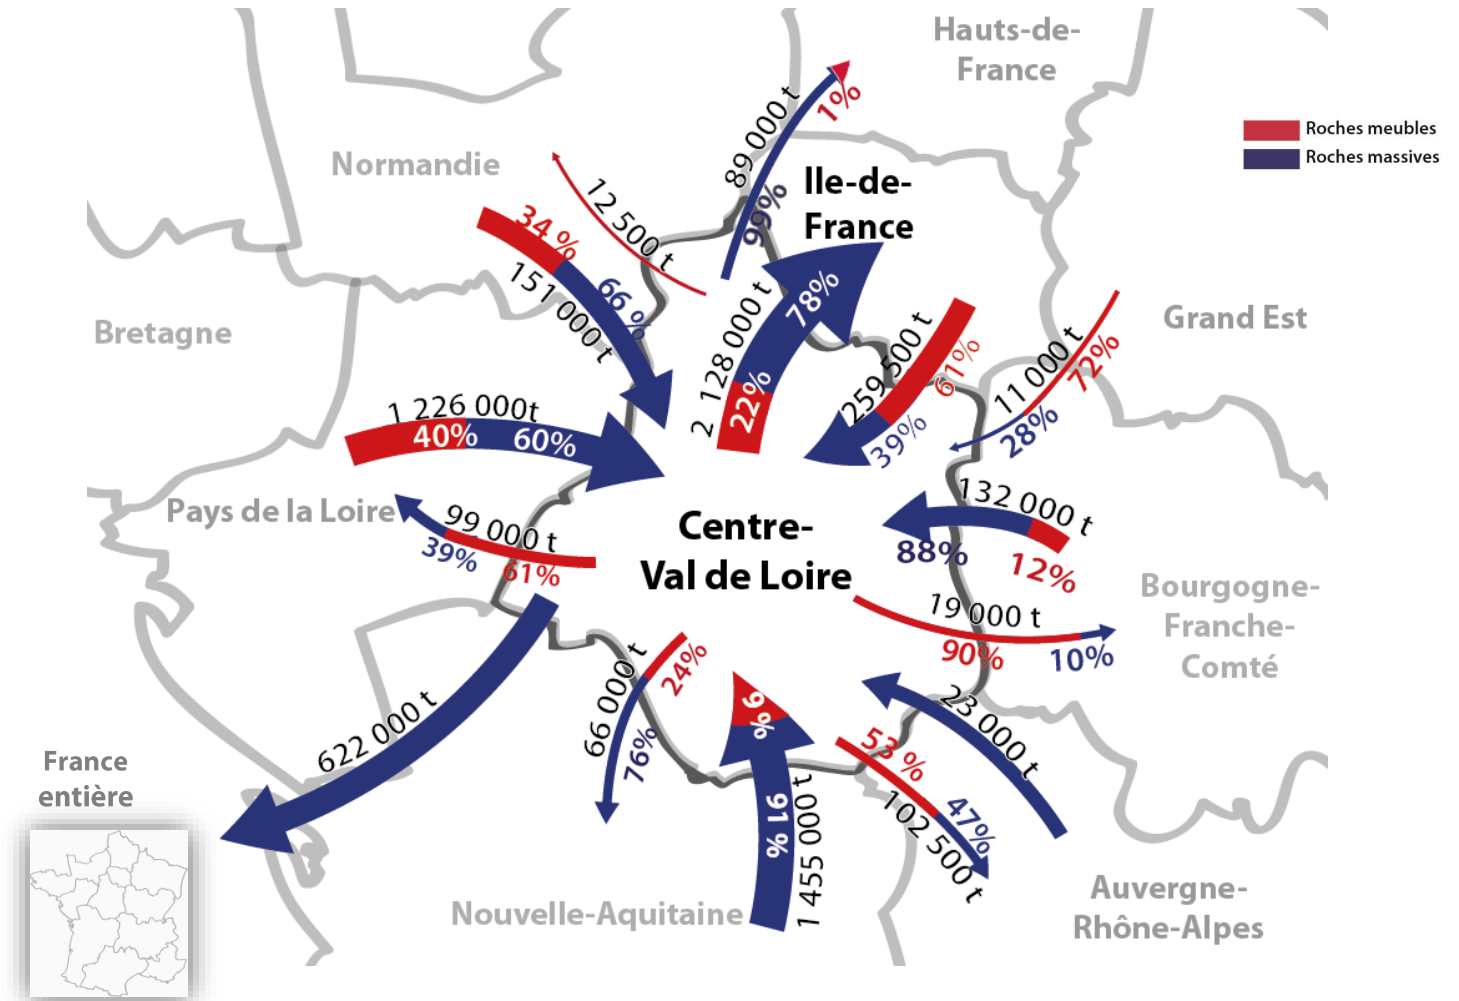 Hauts-de-
France
Roches meubles
Roches massives
Normandie
Ile-de-
France
89 000 t
1%
99%
12 500 t
34 %
151 000 t
66 %
Bretagne
Grand Est
2 128 000 t
78%
22%
259 500 t
61%
39%
11 000 t
72%
28%
1 226 000t
40%
60%
Pays de la Loire
99 000 t
39%
61%
Centre-
Val de Loire
132 000 t
88%
12%
19 000 t
90%
10%
Bourgogne-
Franche-
Comté
622 000 t
66 000 t
24%
76%
9 %
91 %
1 455 000 t
23 000 t
53 %
102 500 t
47%
France
entière
Nouvelle-Aquitaine
Auvergne-
Rhône-Alpes